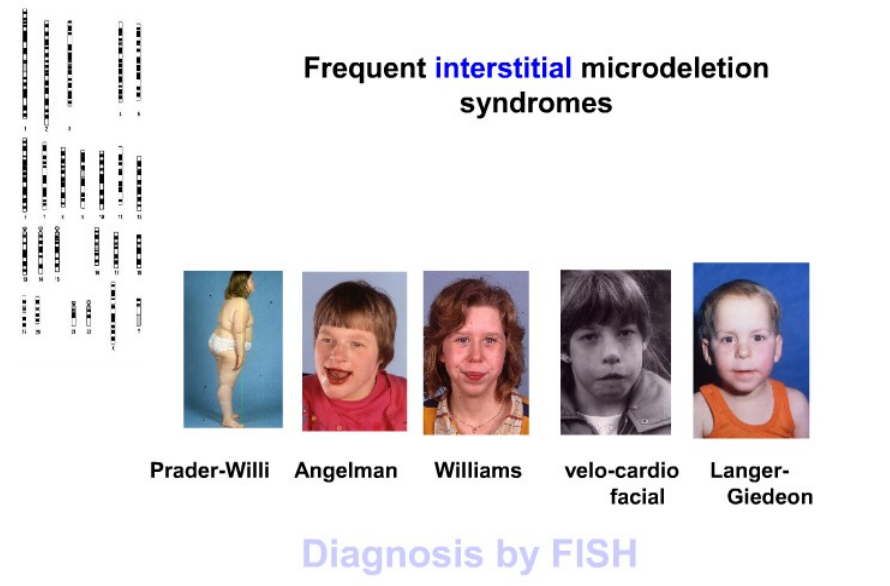 Frequent interstitial microdeletion
syndromes
Prader-Willi Angelman Williams velo-cardio Langer-
facial Giedeon
Diagnosis by FISH